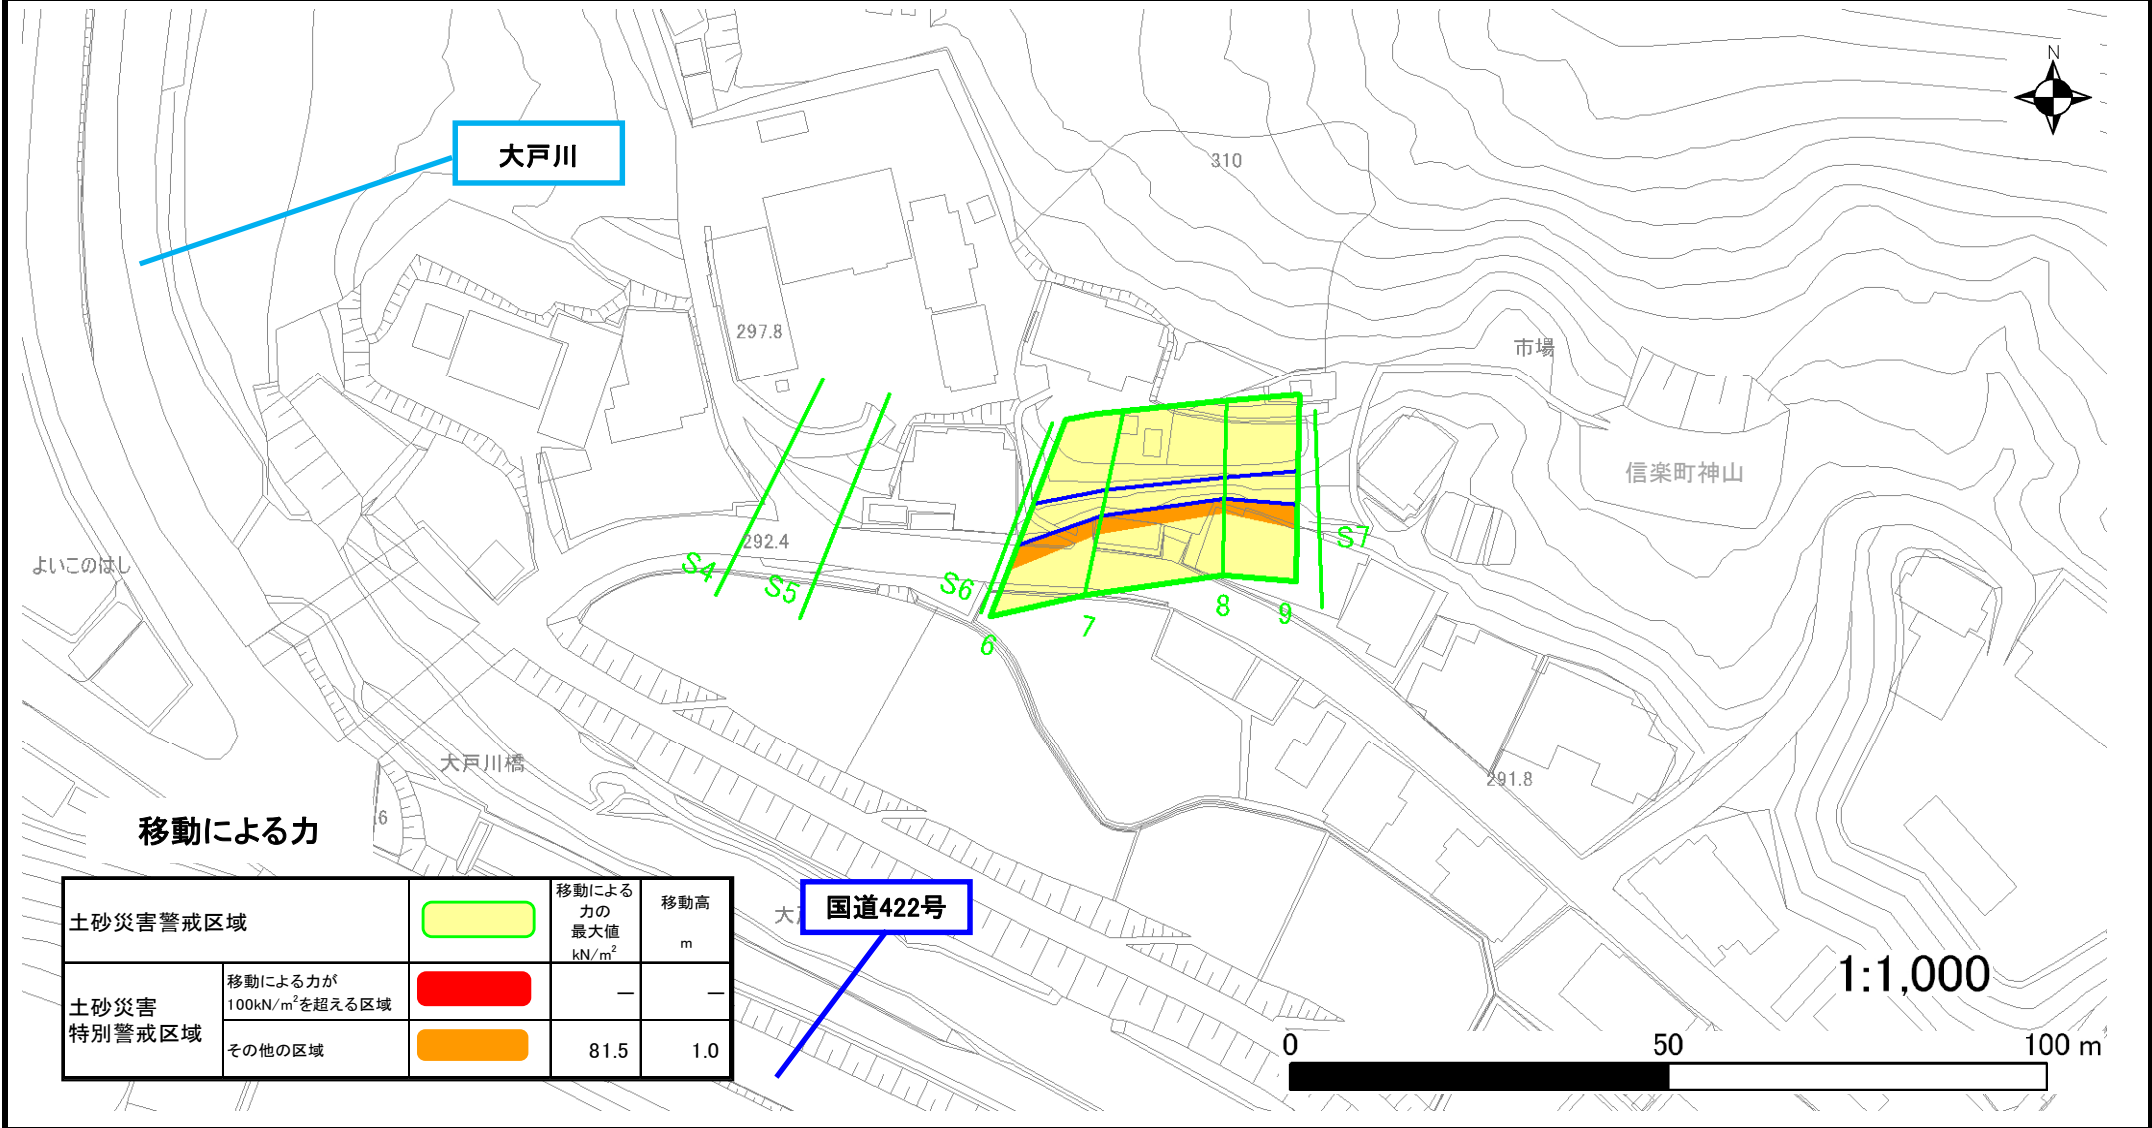 N
大戸川
310
297.8
市場
信楽町神山
292.4
よいこのはし
S4
S5
S6
S7
6
7
8
9
大戸川橋
291.8
6
移動による力
土砂災害警戒区域
移動による
力の
最大値
kN/m²
移動高
m
土砂災害
特別警戒区域
移動による力が
100kN/m²を超える区域
—
—
その他の区域
81.5
1.0
大
国道422号
1:1,000
0
50
100 m